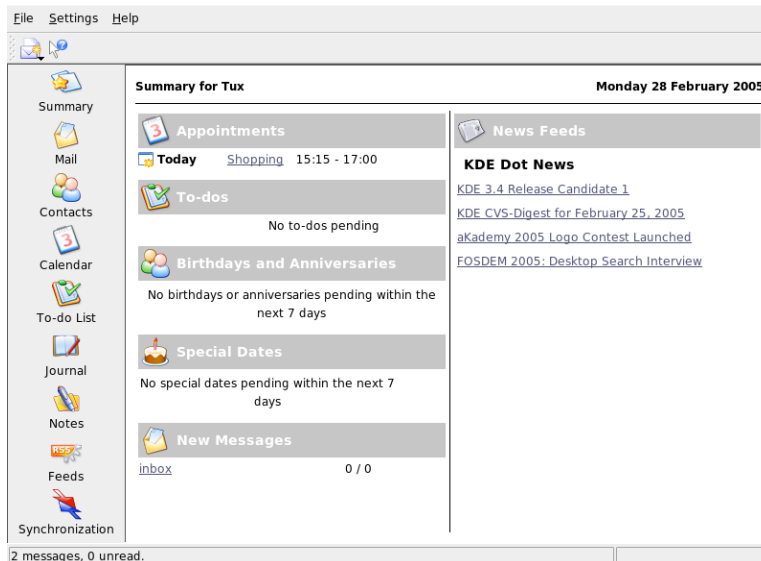 File Settings Help
Summary
Mail
Contacts
3
Calendar
To-do List
Journal
Notes
RSS
Feeds
Synchronization
Summary for Tux Monday 28 February 2005
3 Appointments
Today Shopping 15:15 - 17:00
To-dos
No to-dos pending
Birthdays and Anniversaries
No birthdays or anniversaries pending within the
next 7 days
Special Dates
No special dates pending within the next 7
days
New Messages
inbox 0 / 0
News Feeds
KDE Dot News
KDE 3.4 Release Candidate 1
KDE CVS-Digest for February 25, 2005
aKademy 2005 Logo Contest Launched
FOSDEM 2005: Desktop Search Interview
2 messages, 0 unread.